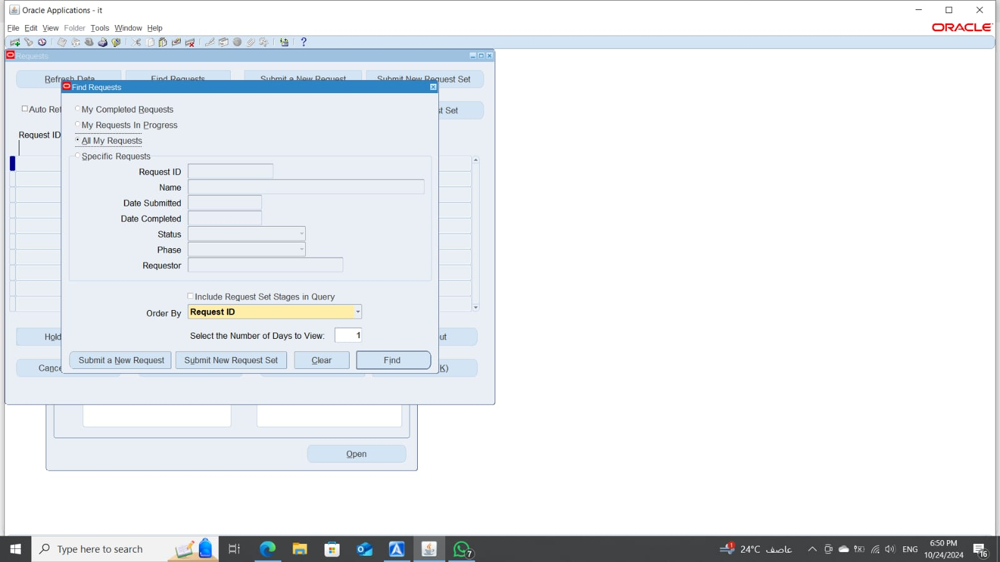 Oracle Applications - it
File Edit View Folder Tools Window Help
ORACLE
Requests
Refresh Data Find Requests Submit a New Request Submit New Request Set
Find Requests
Auto Ref
My Completed Requests
st Set
My Requests In Progress
Request ID
All My Requests
Specific Requests
Request ID
Name
Date Submitted
Date Completed
Status
Phase
Requestor
Include Request Set Stages in Query
Order By Request ID
Select the Number of Days to View: 1
Hold
ut
Submit a New Request Submit New Request Set Clear Find
Cance
K)
Open
Type here to search
7
1
24°C عاصف
ENG
6:50 PM
10/24/2024
16